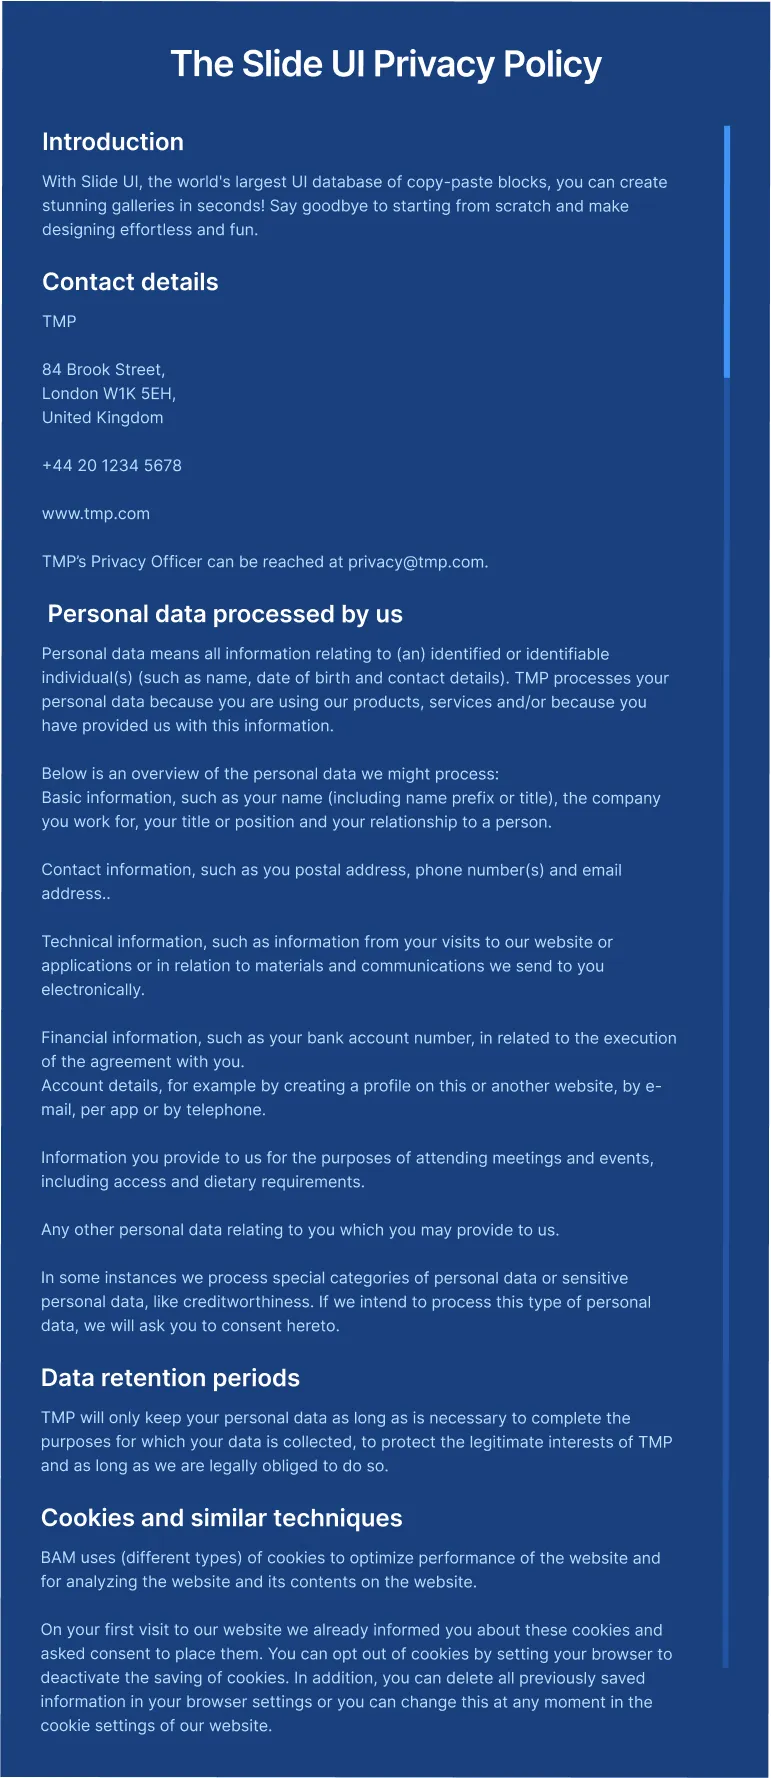 The Slide UI Privacy Policy
Introduction
With Slide UI, the world's largest UI database of copy-paste blocks, you can create
stunning galleries in seconds! Say goodbye to starting from scratch and make
designing effortless and fun.
Contact details
TMP
84 Brook Street,
London W1K 5EH,
United Kingdom
+44 20 1234 5678
www.tmp.com
TMP’s Privacy Officer can be reached at privacy@tmp.com.
Personal data processed by us
Personal data means all information relating to (an) identified or identifiable
individual(s) (such as name, date of birth and contact details). TMP processes your
personal data because you are using our products, services and/or because you
have provided us with this information.
Below is an overview of the personal data we might process:
Basic information, such as your name (including name prefix or title), the company
you work for, your title or position and your relationship to a person.
Contact information, such as you postal address, phone number(s) and email
address..
Technical information, such as information from your visits to our website or
applications or in relation to materials and communications we send to you
electronically.
Financial information, such as your bank account number, in related to the execution
of the agreement with you.
Account details, for example by creating a profile on this or another website, by e-
mail, per app or by telephone.
Information you provide to us for the purposes of attending meetings and events,
including access and dietary requirements.
Any other personal data relating to you which you may provide to us.
In some instances we process special categories of personal data or sensitive
personal data, like creditworthiness. If we intend to process this type of personal
data, we will ask you to consent hereto.
Data retention periods
TMP will only keep your personal data as long as is necessary to complete the
purposes for which your data is collected, to protect the legitimate interests of TMP
and as long as we are legally obliged to do so.
Cookies and similar techniques
BAM uses (different types) of cookies to optimize performance of the website and
for analyzing the website and its contents on the website.
On your first visit to our website we already informed you about these cookies and
asked consent to place them. You can opt out of cookies by setting your browser to
deactivate the saving of cookies. In addition, you can delete all previously saved
information in your browser settings or you can change this at any moment in the
cookie settings of our website.